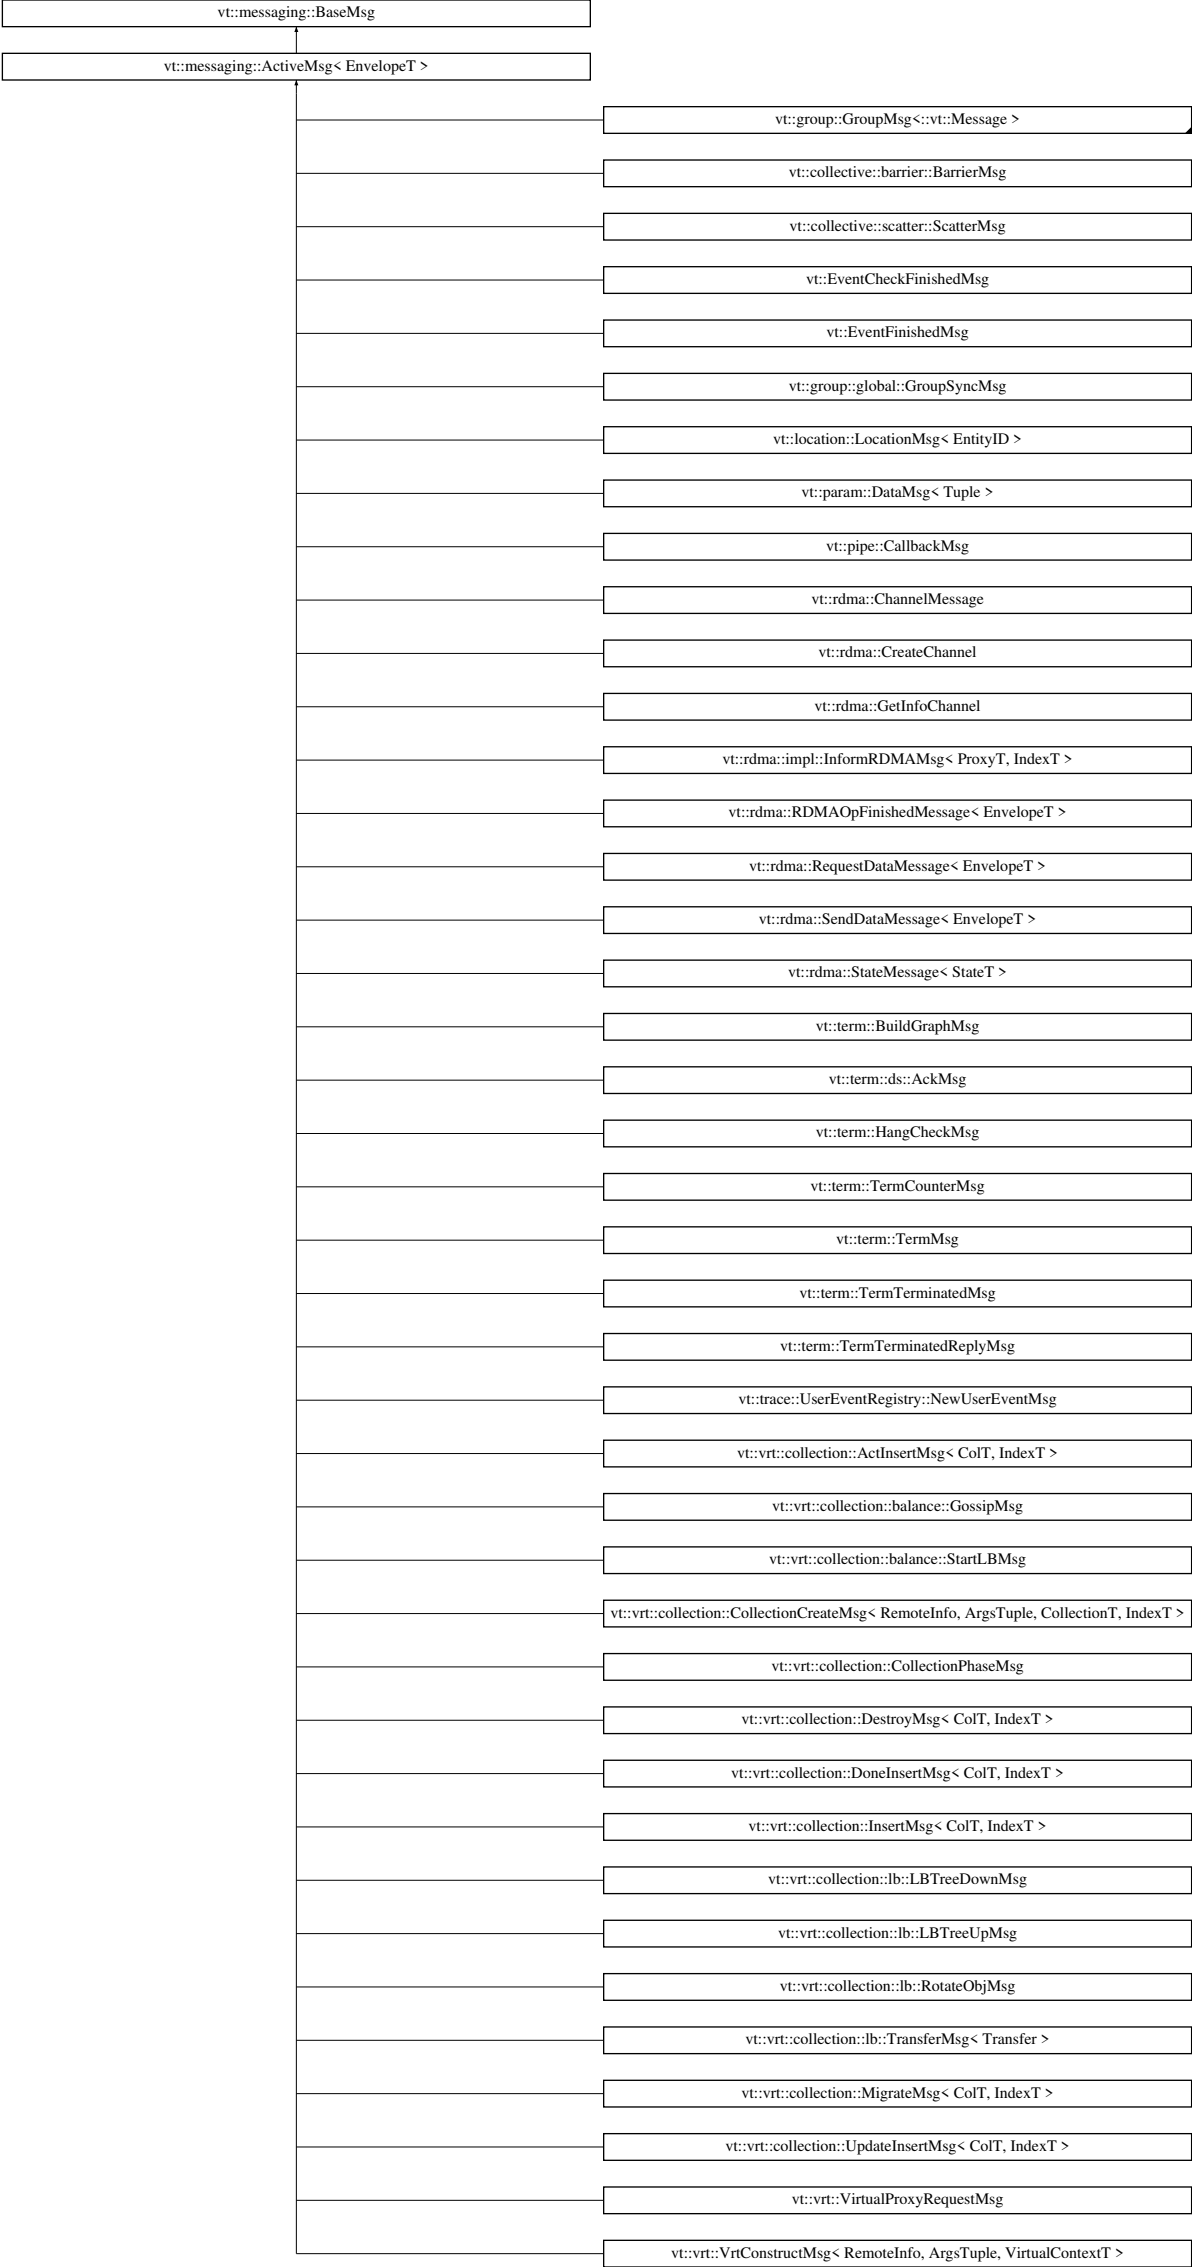 vt::messaging::BaseMsg
vt::messaging::ActiveMsg< EnvelopeT >
vt::group::GroupMsg<::vt::Message >
vt::collective::barrier::BarrierMsg
vt::collective::scatter::ScatterMsg
vt::EventCheckFinishedMsg
vt::EventFinishedMsg
vt::group::global::GroupSyncMsg
vt::location::LocationMsg< EntityID >
vt::param::DataMsg< Tuple >
vt::pipe::CallbackMsg
vt::rdma::ChannelMessage
vt::rdma::CreateChannel
vt::rdma::GetInfoChannel
vt::rdma::impl::InformRDMAMsg< ProxyT, IndexT >
vt::rdma::RDMAOpFinishedMessage< EnvelopeT >
vt::rdma::RequestDataMessage< EnvelopeT >
vt::rdma::SendDataMessage< EnvelopeT >
vt::rdma::StateMessage< StateT >
vt::term::BuildGraphMsg
vt::term::ds::AckMsg
vt::term::HangCheckMsg
vt::term::TermCounterMsg
vt::term::TermMsg
vt::term::TermTerminatedMsg
vt::term::TermTerminatedReplyMsg
vt::trace::UserEventRegistry::NewUserEventMsg
vt::vrt::collection::ActInsertMsg< ColT, IndexT >
vt::vrt::collection::balance::GossipMsg
vt::vrt::collection::balance::StartLBMsg
vt::vrt::collection::CollectionCreateMsg< RemoteInfo, ArgsTuple, CollectionT, IndexT >
vt::vrt::collection::CollectionPhaseMsg
vt::vrt::collection::DestroyMsg< ColT, IndexT >
vt::vrt::collection::DoneInsertMsg< ColT, IndexT >
vt::vrt::collection::InsertMsg< ColT, IndexT >
vt::vrt::collection::lb::LBTreeDownMsg
vt::vrt::collection::lb::LBTreeUpMsg
vt::vrt::collection::lb::RotateObjMsg
vt::vrt::collection::lb::TransferMsg< Transfer >
vt::vrt::collection::MigrateMsg< ColT, IndexT >
vt::vrt::collection::UpdateInsertMsg< ColT, IndexT >
vt::vrt::VirtualProxyRequestMsg
vt::vrt::VrtConstructMsg< RemoteInfo, ArgsTuple, VirtualContextT >